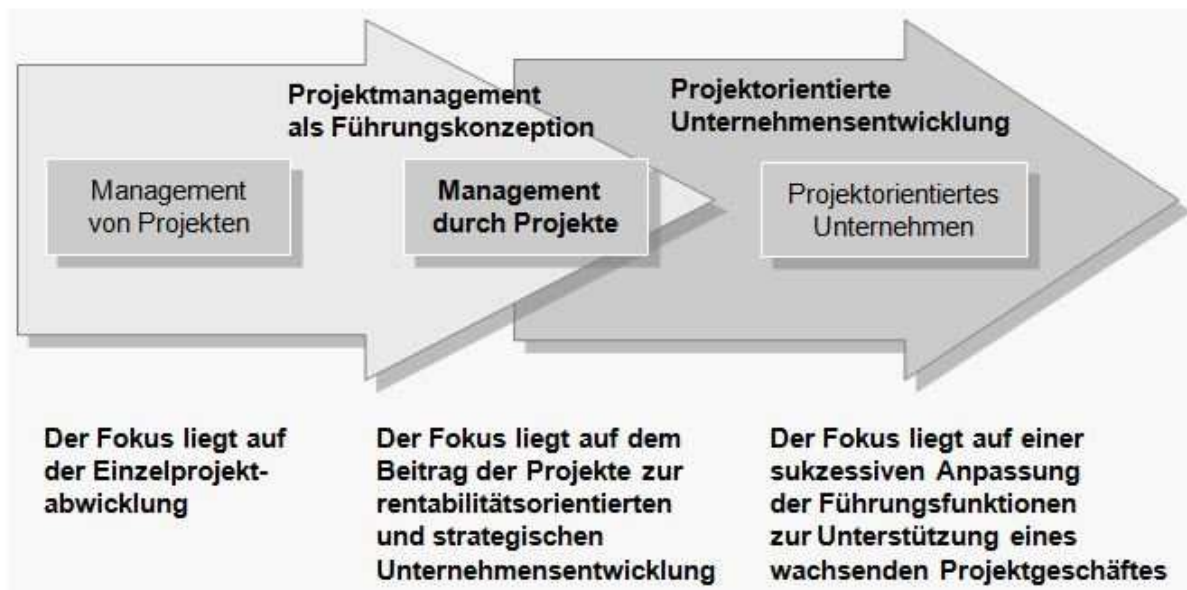 Projektmanagement
als Führungskonzeption
Projektorientierte
Unternehmensentwicklung
Management
von Projekten
Management
durch Projekte
Projektorientiertes
Unternehmen
Der Fokus liegt auf
der Einzelprojekt-
abwicklung
Der Fokus liegt auf dem
Beitrag der Projekte zur
rentabilitätsorientierten
und strategischen
Unternehmensentwicklung
Der Fokus liegt auf einer
sukzessiven Anpassung
der Führungsfunktionen
zur Unterstützung eines
wachsenden Projektgeschäftes